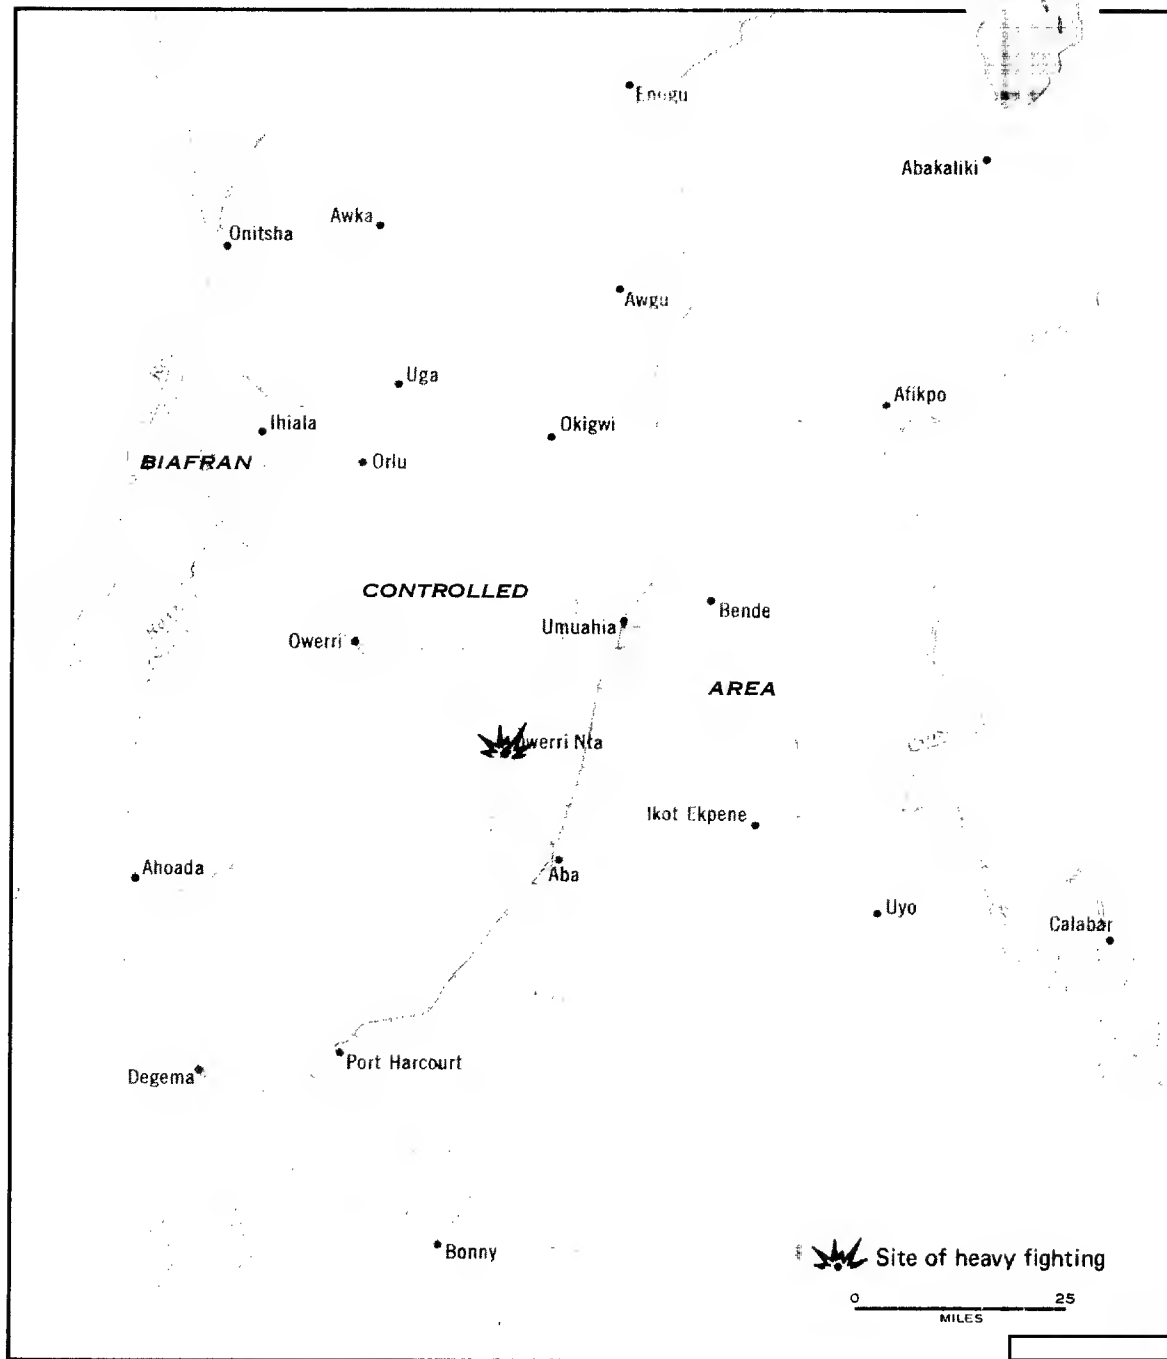 Enugu
Abakaliki
Awka
Onitsha
Awgu
Uga
Afikpo
Ihiala
Okigwi
BIAFRAN
Orlu
CONTROLLED
Bende
Umuahia
Owerri
AREA
Owerri Nta
Ikot Ekpene
Ahoada
Aba
Uyo
Calabar
Port Harcourt
Degema
Bonny
Site of heavy fighting
0 25
MILES